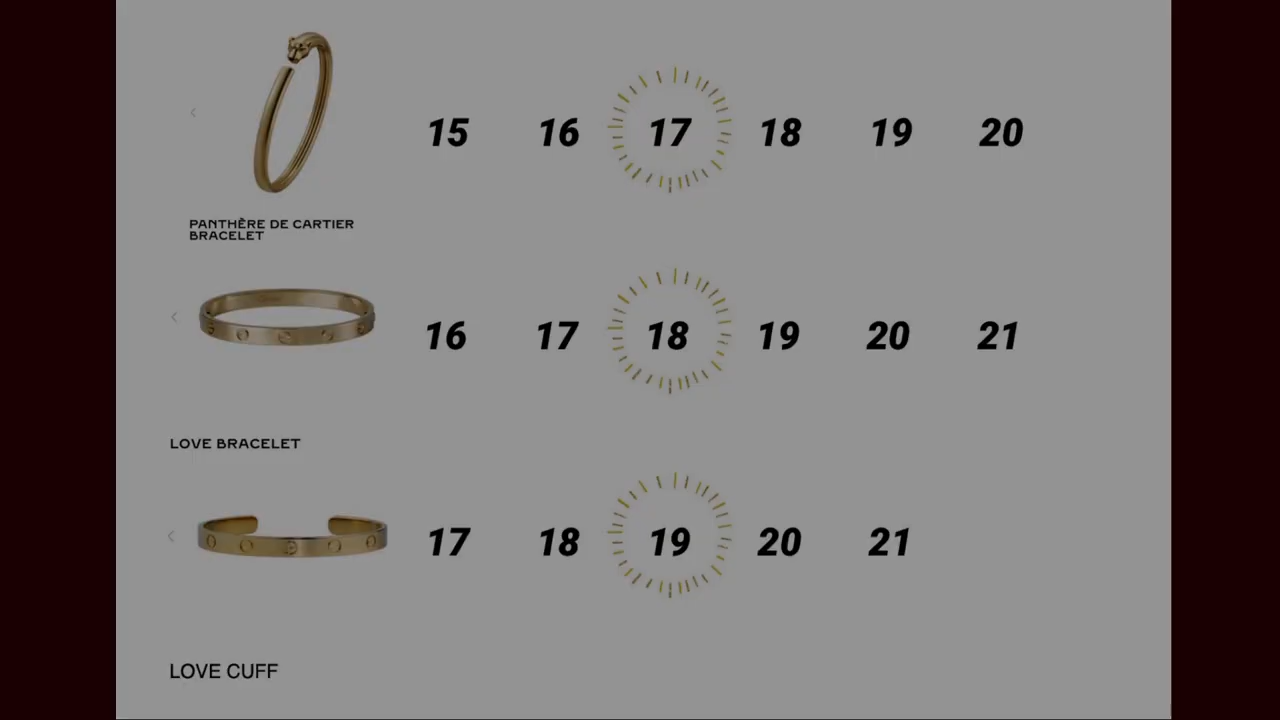 15 16 17 18 19 20
PANTHÈRE DE CARTIER
BRACELET
16 17 18 19 20 21
LOVE BRACELET
17 18 19 20 21
LOVE CUFF